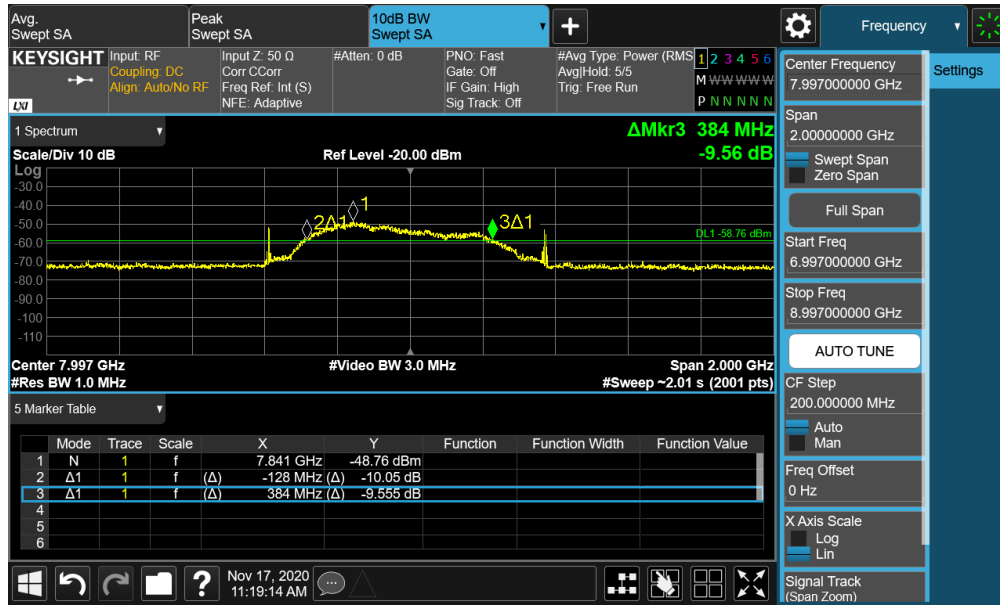 Avg.
Swept SA
Peak
Swept SA
10dB BW
Swept SA
Frequency
KEYSIGHT
LXI
Input: RF
Coupling: DC
Align: Auto/No RF
Input Z: 50 Ω
Corr CCorr
Freq Ref: Int (S)
NFE: Adaptive
#Atten: 0 dB
PNO: Fast
Gate: Off
IF Gain: High
Sig Track: Off
#Avg Type: Power (RMS
Avg|Hold: 5/5
Trig: Free Run
1 2 3 4 5 6
M W W W W W
P N N N N N
1 Spectrum
ΔMkr3 384 MHz
-9.56 dB
Scale/Div 10 dB
Ref Level -20.00 dBm
Log
-30.0
-40.0
-50.0
-60.0
-70.0
-80.0
-90.0
-100
-110
2Δ1
1
3Δ1
DL1 -58.76 dBm
Center 7.997 GHz
#Video BW 3.0 MHz
Span 2.000 GHz
#Res BW 1.0 MHz
#Sweep ~2.01 s (2001 pts)
5 Marker Table
Mode Trace Scale X Y Function Function Width Function Value
1 N 1 f 7.841 GHz -48.76 dBm
2 Δ1 1 f (Δ) -128 MHz (Δ) -10.05 dB
3 Δ1 1 f (Δ) 384 MHz (Δ) -9.555 dB
4
5
6
Nov 17, 2020
11:19:14 AM
Center Frequency
7.997000000 GHz
Span
2.00000000 GHz
Swept Span
Zero Span
Full Span
Start Freq
6.997000000 GHz
Stop Freq
8.997000000 GHz
AUTO TUNE
CF Step
200.000000 MHz
Auto
Man
Freq Offset
0 Hz
X Axis Scale
Log
Lin
Signal Track
(Span Zoom)
Settings